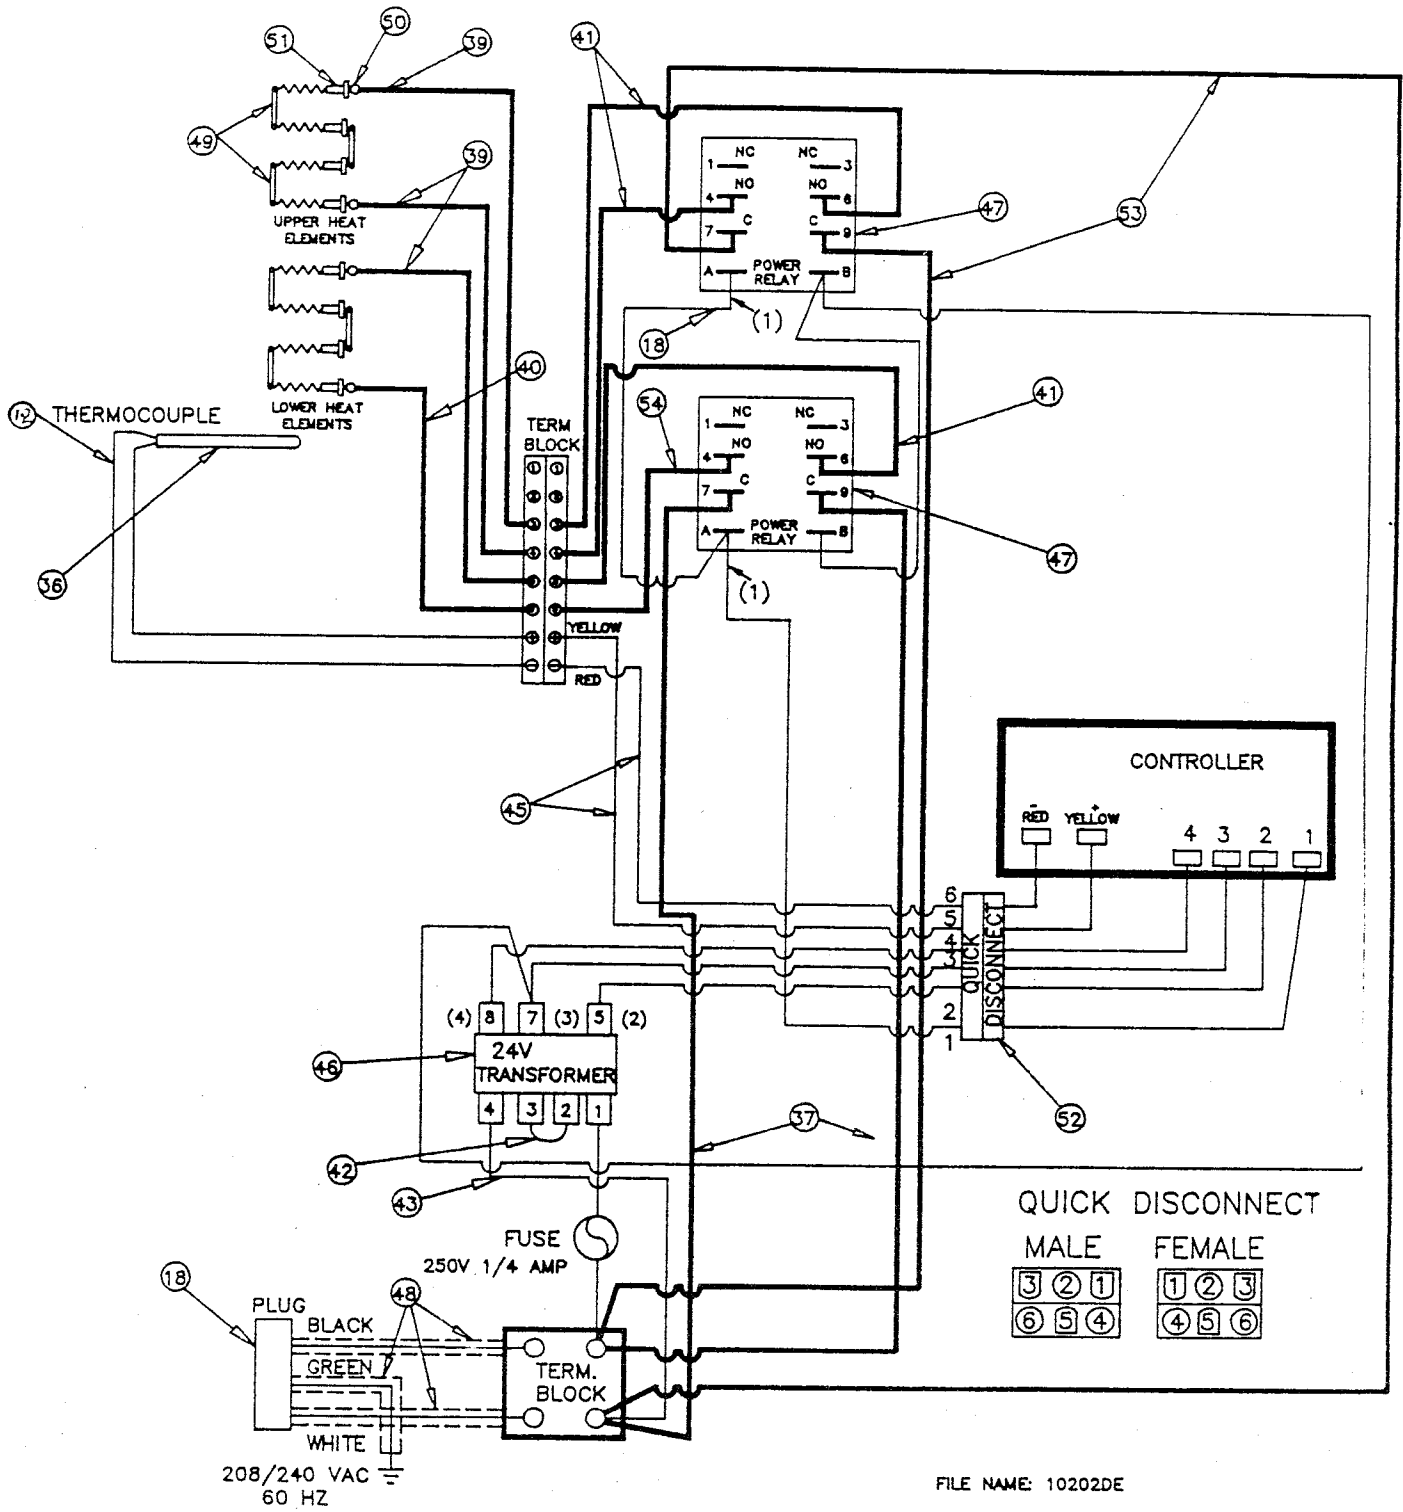 51
50
39
41
49
39
UPPER HEAT
ELEMENTS
NC
NC
1
3
NO
NO
4
6
C
C
7
9
A
POWER
RELAY
B
47
53
18
(1)
LOWER HEAT
ELEMENTS
40
12
THERMOCOUPLE
36
TERM
BLOCK
54
NC
NC
1
3
NO
NO
4
6
C
C
7
9
A
POWER
RELAY
B
41
47
(1)
YELLOW
RED
45
CONTROLLER
- RED
+ YELLOW
4 3 2 1
6
5
4
3
2
1
QUICK
DISCONNECT
52
(4) 8 7 (3) 5 (2)
24V
TRANSFORMER
46
4 3 2 1
42
43
37
FUSE
250V 1/4 AMP
QUICK DISCONNECT
MALE FEMALE
3 2 1 1 2 3
6 5 4 4 5 6
18
PLUG
48
BLACK
GREEN
WHITE
TERM.
BLOCK
208/240 VAC
60 HZ
FILE NAME: 10202DE